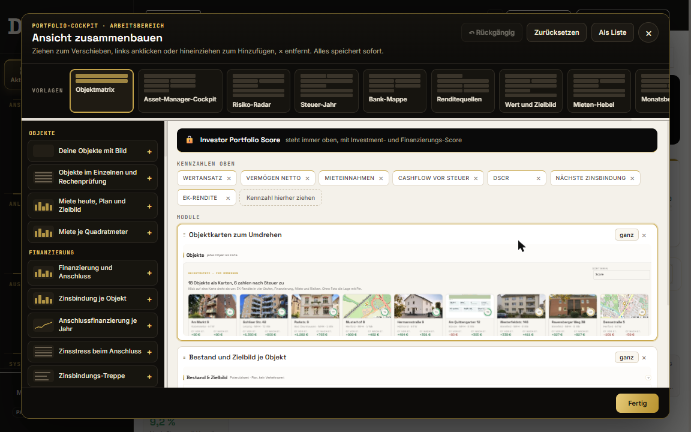 PORTFOLIO-COCKPIT · ARBEITSBEREICH
Ansicht zusammenbauen
Ziehen zum Verschieben, links anklicken oder hineinziehen zum Hinzufügen, × entfernt. Alles speichert sofort.
Rückgängig
Zurücksetzen
Als Liste
×
VORLAGEN
Objektmatrix
Asset-Manager-Cockpit
Risiko-Radar
Steuer-Jahr
Bank-Mappe
Renditequellen
Wert und Zielbild
Mieten-Hebel
Monatsbe
OBJEKTE
Deine Objekte mit Bild +
Objekte im Einzelnen und Rechenprüfung +
Miete heute, Plan und Zielbild +
Miete je Quadratmeter +
FINANZIERUNG
Finanzierung und Anschluss +
Zinsbindung je Objekt +
Anschlussfinanzierung je Jahr +
Zinsstress beim Anschluss +
Zinsbindungs-Treppe +
Investor Portfolio Score steht immer oben, mit Investment- und Finanzierungs-Score
KENNZAHLEN OBEN
WERTANSATZ ×
VERMÖGEN NETTO ×
MIETEINNAHMEN ×
CASHFLOW VOR STEUER ×
DSCR ×
NÄCHSTE ZINSBINDUNG ×
EK-RENDITE ×
Kennzahl hierher ziehen
MODULE
Objektkarten zum Umdrehen
ganz ×
Objekte
Bestand und Zielbild je Objekt
ganz ×
Bestand & Zielbild
Fertig
9,2 %